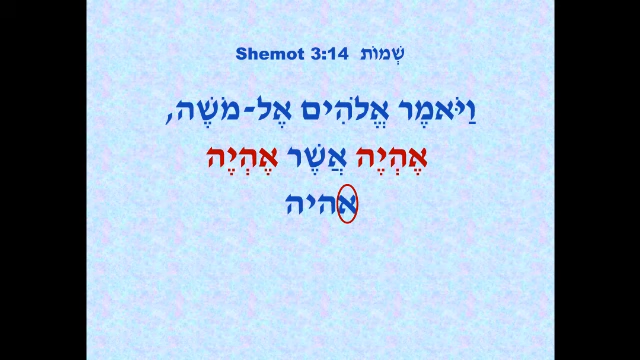 Shemot 3:14 שְׁמוֹת
וַיֹּאמֶר אֱלֹהִים אֶל-מֹשֶׁה,
אֶהְיֶה אֲשֶׁר אֶהְיֶה
אהיה